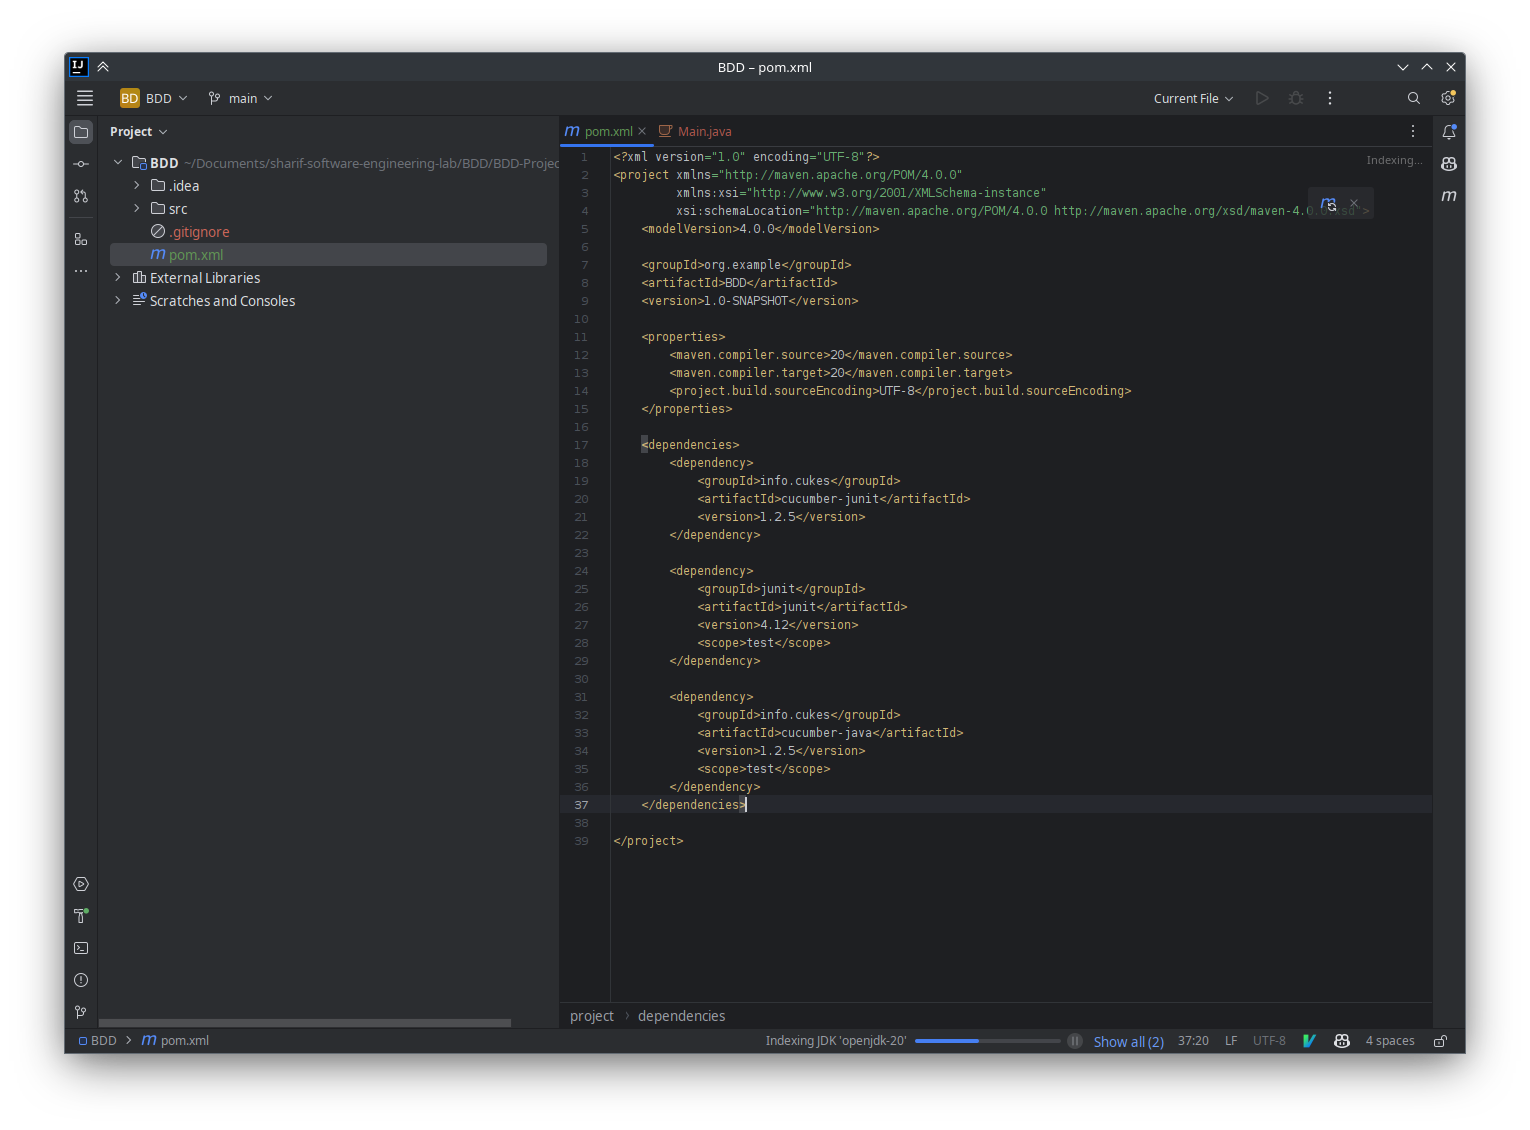 IJ
BDD – pom.xml
BD BDD main
Current File
Project
pom.xml
Main.java
BDD ~/Documents/sharif-software-engineering-lab/BDD/BDD-Projec
.idea
src
.gitignore
pom.xml
External Libraries
Scratches and Consoles
Indexing...
1 <?xml version="1.0" encoding="UTF-8"?>
2 <project xmlns="http://maven.apache.org/POM/4.0.0"
3 xmlns:xsi="http://www.w3.org/2001/XMLSchema-instance"
4 xsi:schemaLocation="http://maven.apache.org/POM/4.0.0 http://maven.apache.org/xsd/maven-4.0.0.xsd">
5 <modelVersion>4.0.0</modelVersion>
6
7 <groupId>org.example</groupId>
8 <artifactId>BDD</artifactId>
9 <version>1.0-SNAPSHOT</version>
10
11 <properties>
12 <maven.compiler.source>20</maven.compiler.source>
13 <maven.compiler.target>20</maven.compiler.target>
14 <project.build.sourceEncoding>UTF-8</project.build.sourceEncoding>
15 </properties>
16
17 <dependencies>
18 <dependency>
19 <groupId>info.cukes</groupId>
20 <artifactId>cucumber-junit</artifactId>
21 <version>1.2.5</version>
22 </dependency>
23
24 <dependency>
25 <groupId>junit</groupId>
26 <artifactId>junit</artifactId>
27 <version>4.12</version>
28 <scope>test</scope>
29 </dependency>
30
31 <dependency>
32 <groupId>info.cukes</groupId>
33 <artifactId>cucumber-java</artifactId>
34 <version>1.2.5</version>
35 <scope>test</scope>
36 </dependency>
37 </dependencies>
38
39 </project>
project > dependencies
BDD > pom.xml
Indexing JDK 'openjdk-20'
Show all (2)
37:20
LF
UTF-8
4 spaces